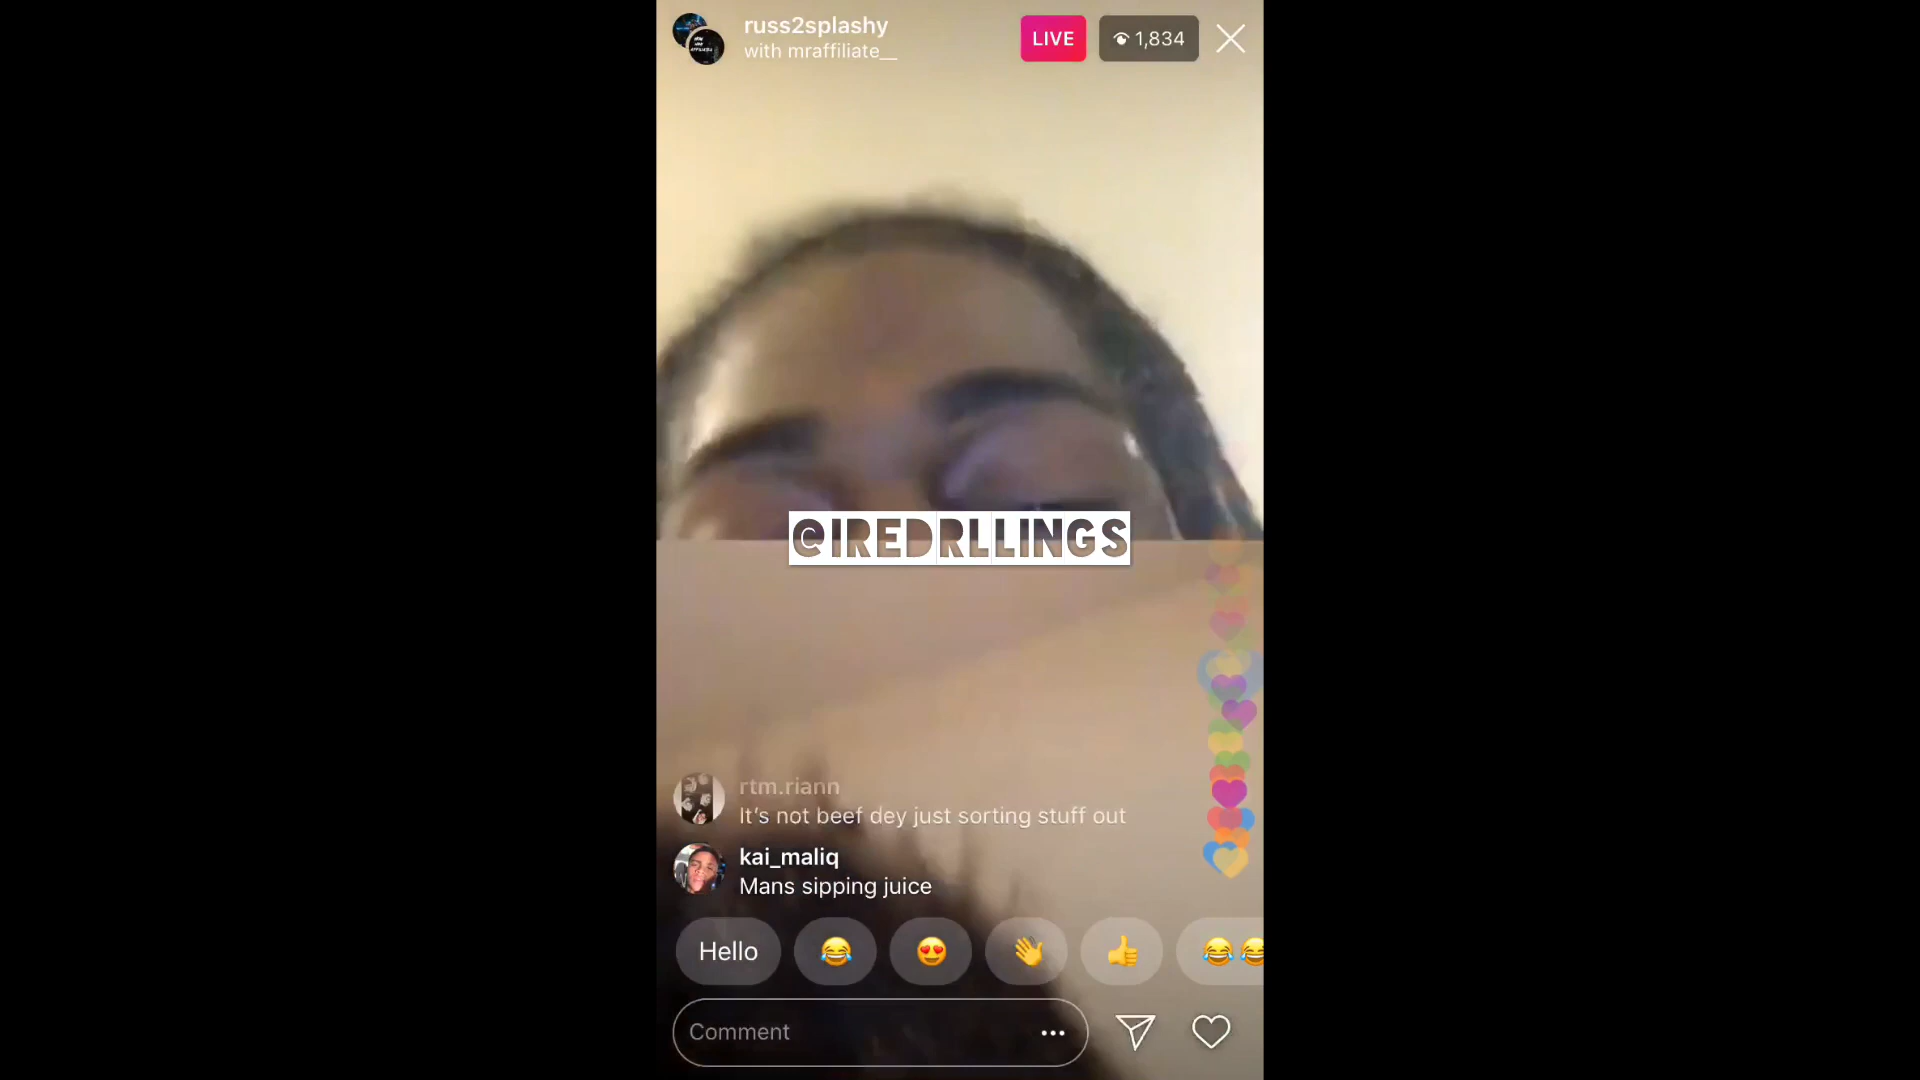 russ2splashy
with mraffiliate__
LIVE
1,834
@IREDRLLINGS
rtm.riann
It's not beef dey just sorting stuff out
kai_maliq
Mans sipping juice
Hello
Comment